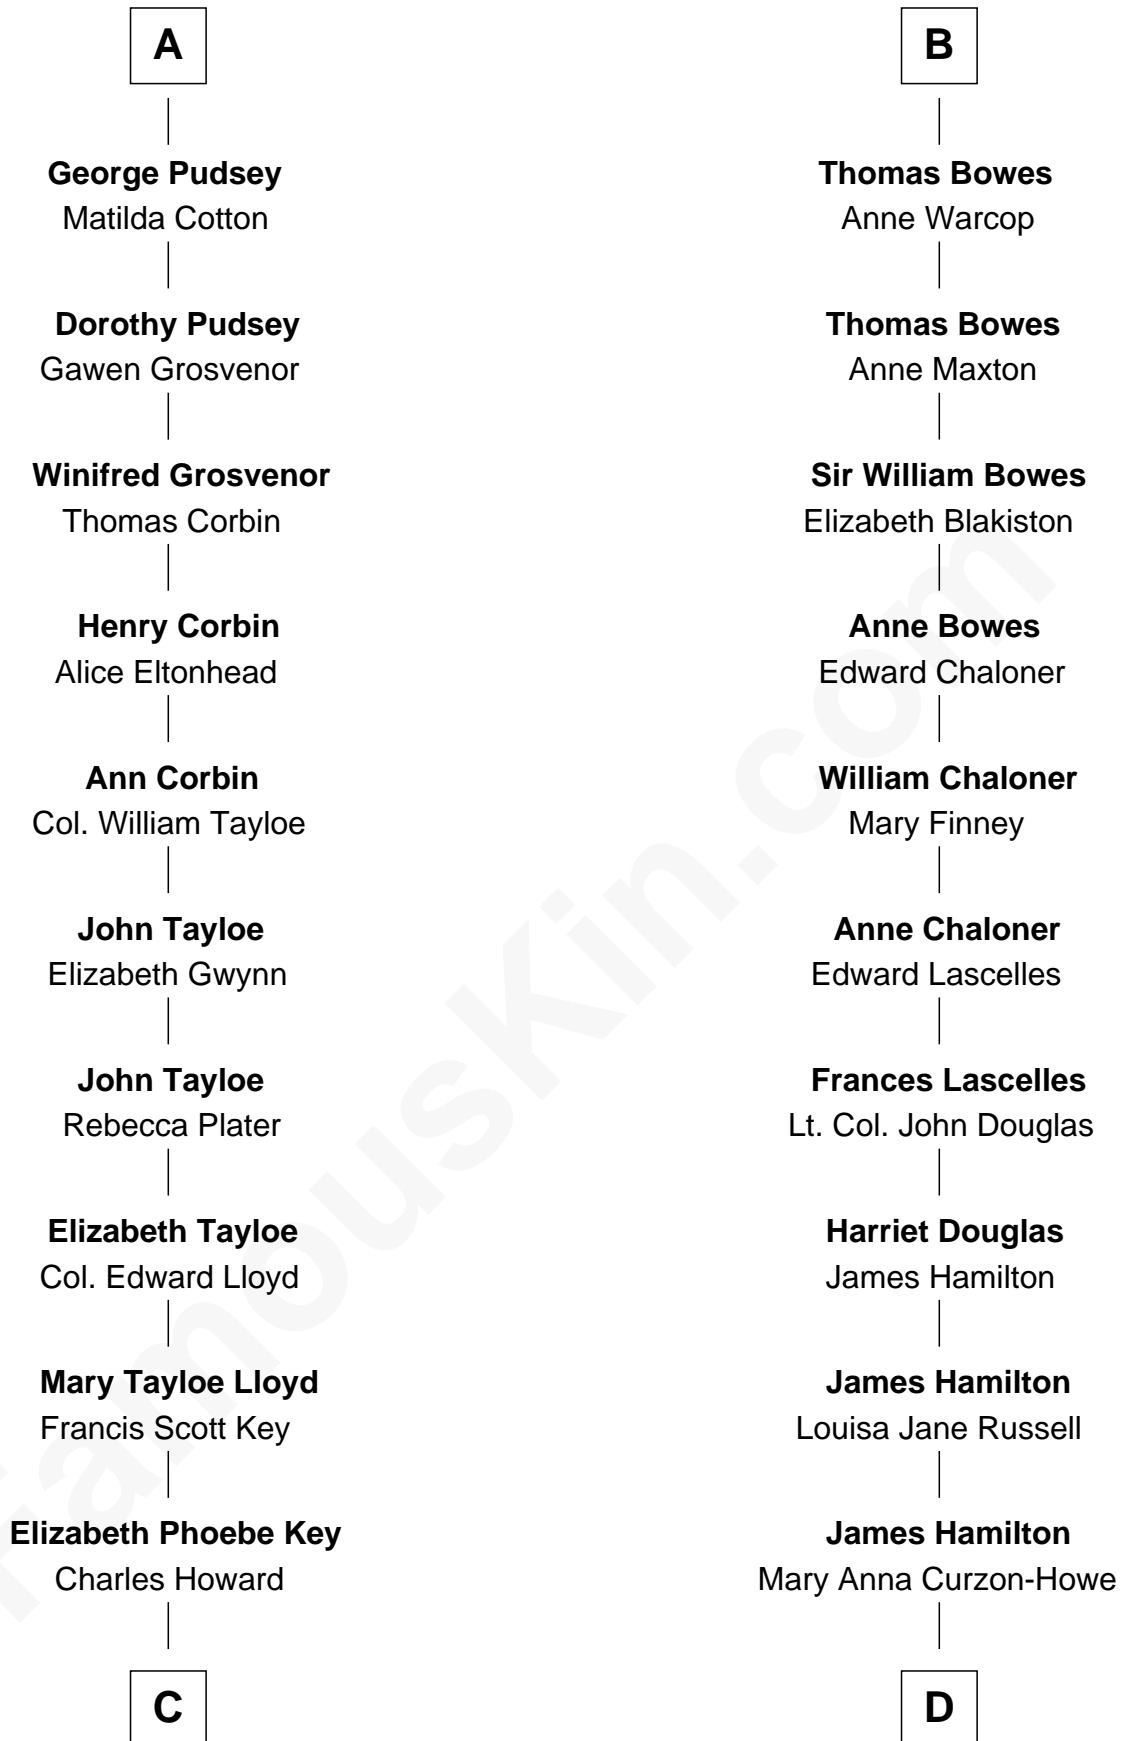 A
George Pudsey
Matilda Cotton
Dorothy Pudsey
Gawen Grosvenor
Winifred Grosvenor
Thomas Corbin
Henry Corbin
Alice Eltonhead
Ann Corbin
Col. William Tayloe
John Tayloe
Elizabeth Gwynn
John Tayloe
Rebecca Plater
Elizabeth Tayloe
Col. Edward Lloyd
Mary Tayloe Lloyd
Francis Scott Key
Elizabeth Phoebe Key
Charles Howard
C
B
Thomas Bowes
Anne Warcop
Thomas Bowes
Anne Maxton
Sir William Bowes
Elizabeth Blakiston
Anne Bowes
Edward Chaloner
William Chaloner
Mary Finney
Anne Chaloner
Edward Lascelles
Frances Lascelles
Lt. Col. John Douglas
Harriet Douglas
James Hamilton
James Hamilton
Louisa Jane Russell
James Hamilton
Mary Anna Curzon-Howe
D
FamousKin.com